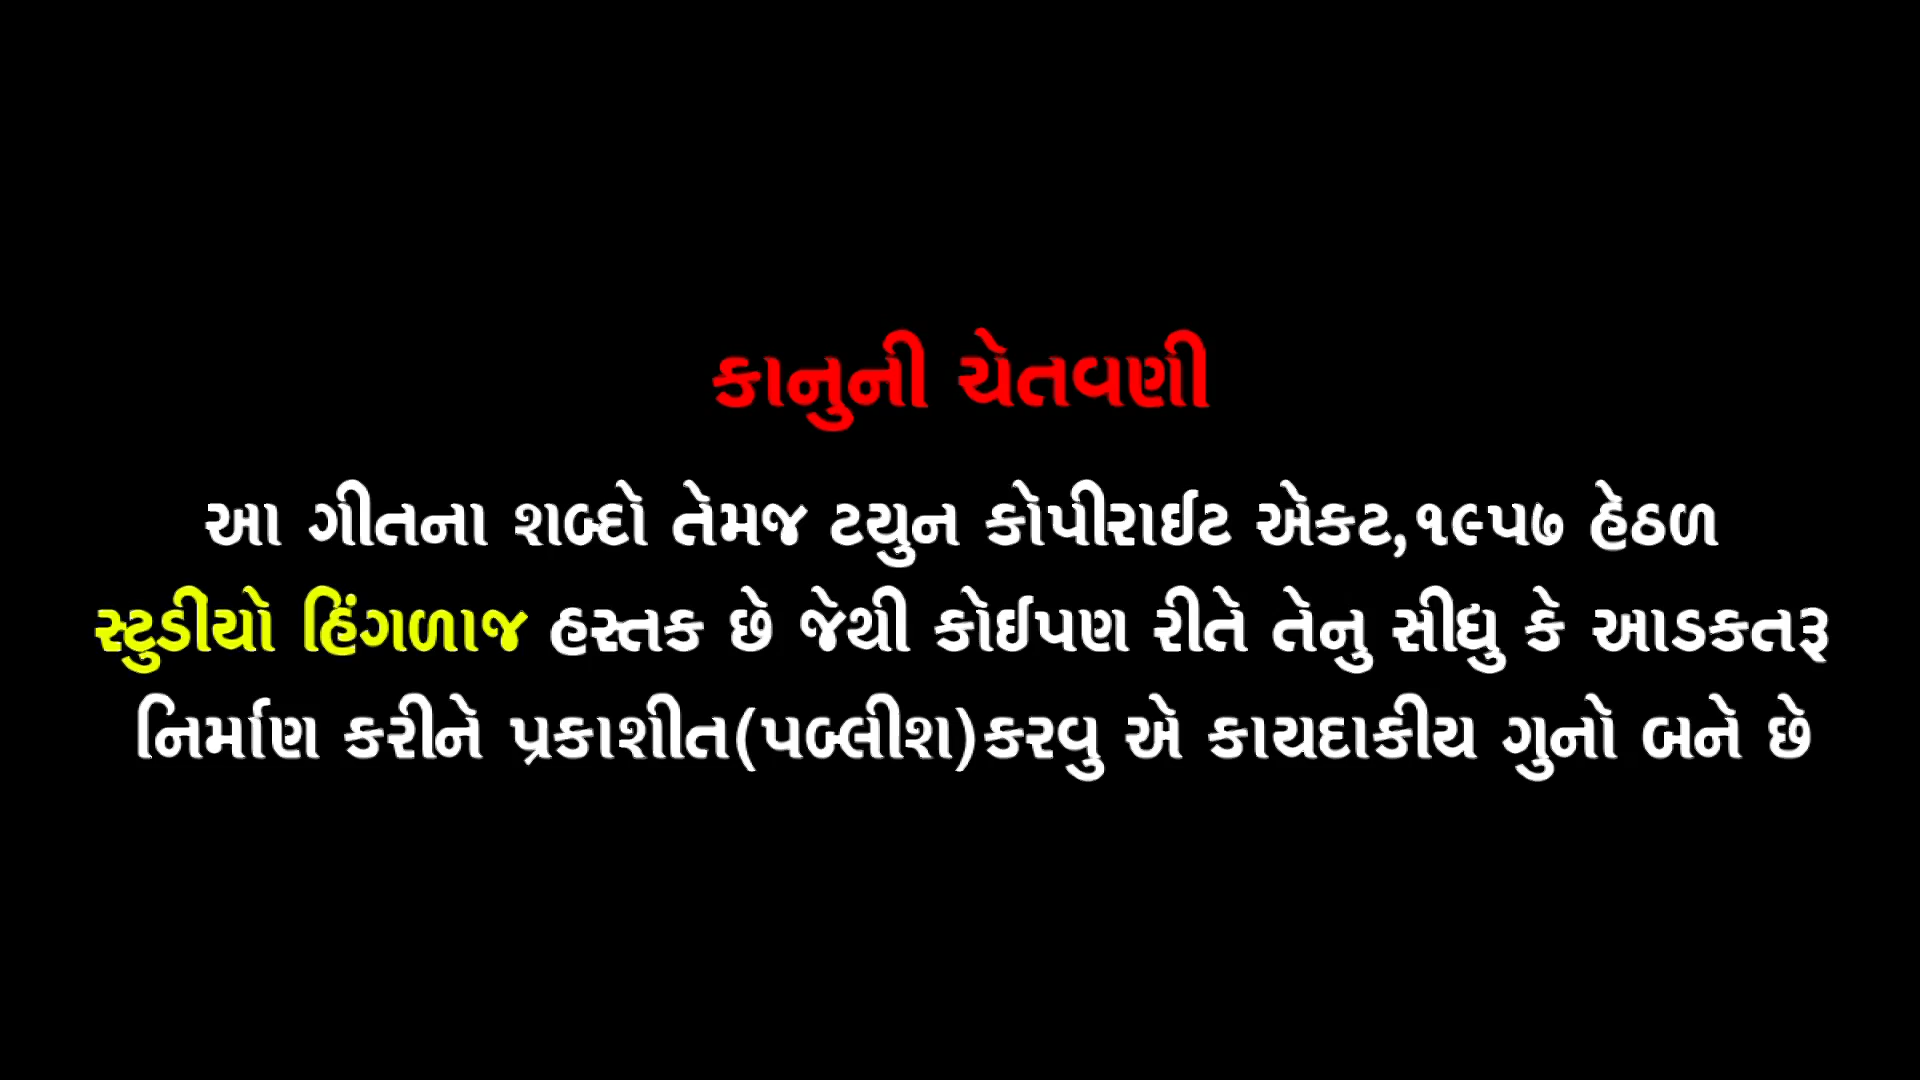 કાનુની ચેતવણી
આ ગીતના શબ્દો તેમજ ટયુન કોપીરાઈટ એકટ,૧૯૫૭ હેઠળ
સ્ટુડીયો હિંગળાજ હસ્તક છે જેથી કોઈપણ રીતે તેનુ સીધુ કે આડકતરૂ
નિર્માણ કરીને પ્રકાશીત(પબ્લીશ)કરવુ એ કાયદાકીય ગુનો બને છે